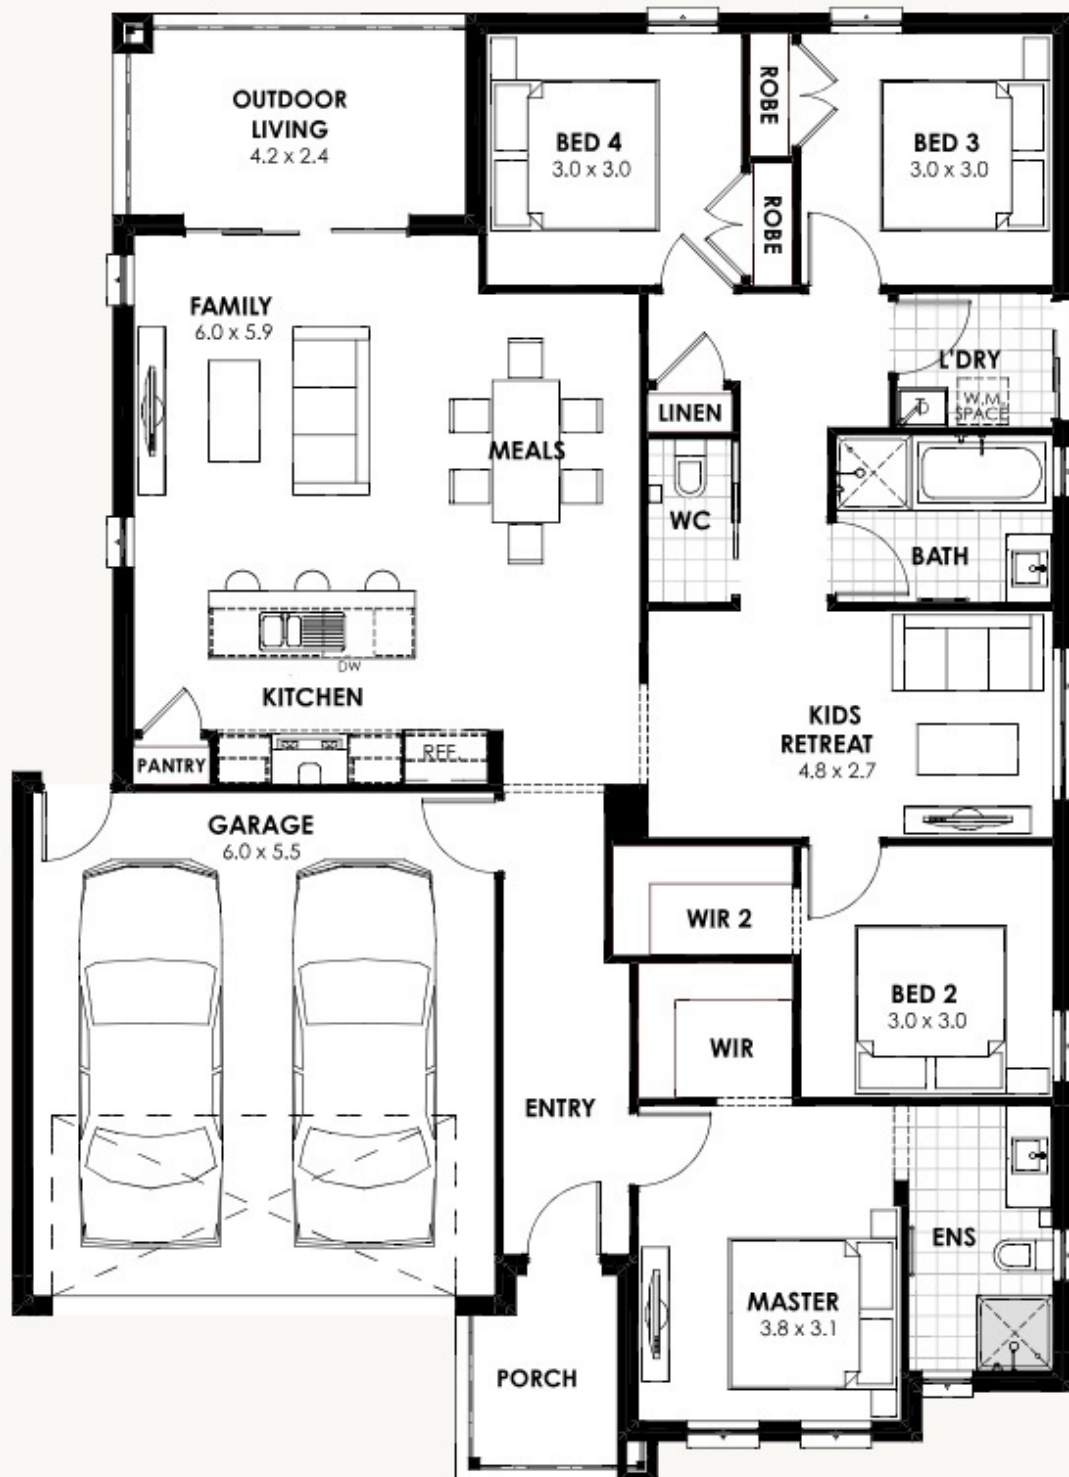 OUTDOOR
LIVING
4.2 x 2.4
BED 4
3.0 x 3.0
ROBE
ROBE
BED 3
3.0 x 3.0
FAMILY
6.0 x 5.9
MEALS
LINEN
L'DRY
W.M.
SPACE
WC
BATH
DW
KITCHEN
PANTRY
REF.
KIDS
RETREAT
4.8 x 2.7
GARAGE
6.0 x 5.5
WIR 2
BED 2
3.0 x 3.0
WIR
ENTRY
ENS
MASTER
3.8 x 3.1
PORCH